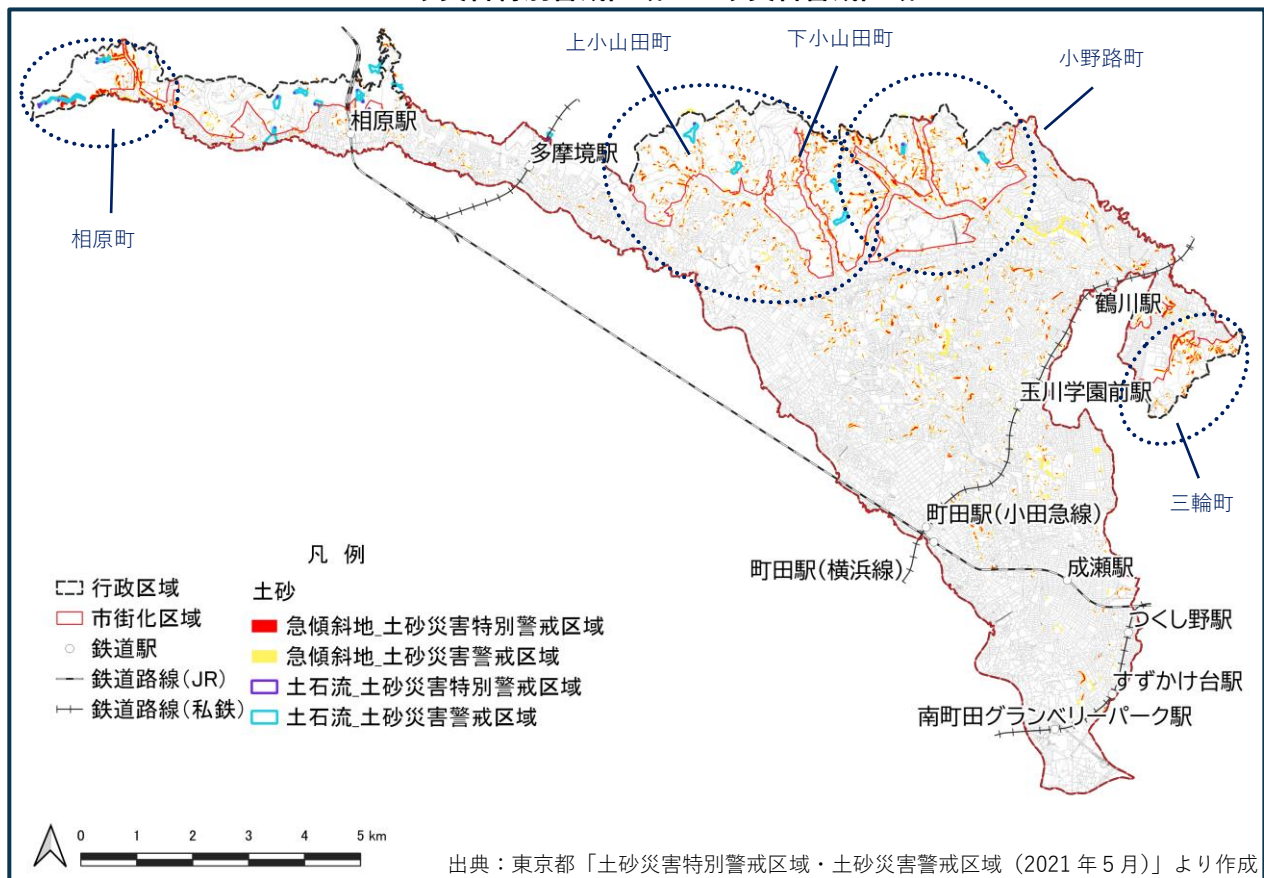 上小山田町
下小山田町
小野路町
相原駅
多摩境駅
相原町
鶴川駅
玉川学園前駅
三輪町
町田駅(小田急線)
町田駅(横浜線)
成瀬駅
つくし野駅
すずかけ台駅
南町田グランベリーパーク駅
凡 例
行政区域
市街化区域
鉄道駅
鉄道路線(JR)
鉄道路線(私鉄)
土砂
急傾斜地_土砂災害特別警戒区域
急傾斜地_土砂災害警戒区域
土石流_土砂災害特別警戒区域
土石流_土砂災害警戒区域
0 1 2 3 4 5 km
出典:東京都「土砂災害特別警戒区域・土砂災害警戒区域(2021年5月)」より作成